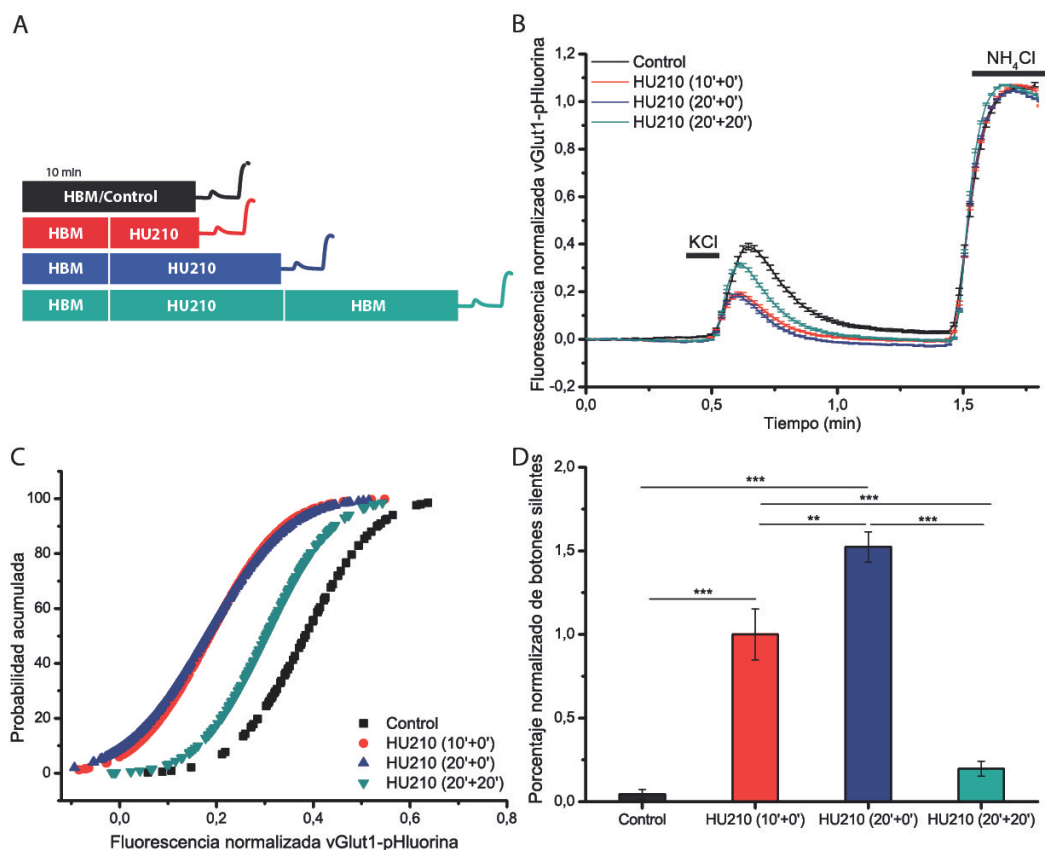 A
10 min
HBM/Control
HBM HU210
HBM HU210
HBM HU210 HBM
B
Fluorescencia normalizada vGlut1-pHluorina
1,2
1,0
0,8
0,6
0,4
0,2
0,0
-0,2
Control
HU210 (10'+0')
HU210 (20'+0')
HU210 (20'+20')
KCl
NH4Cl
0,0 0,5 1,0 1,5
Tiempo (min)
C
Probabilidad acumulada
100
80
60
40
20
0
Control
HU210 (10'+0')
HU210 (20'+0')
HU210 (20'+20')
0,0 0,2 0,4 0,6 0,8
Fluorescencia normalizada vGlut1-pHluorina
D
Porcentaje normalizado de botones silentes
2,0
1,5
1,0
0,5
0,0
***
***
** ***
***
Control HU210 (10'+0') HU210 (20'+0') HU210 (20'+20')